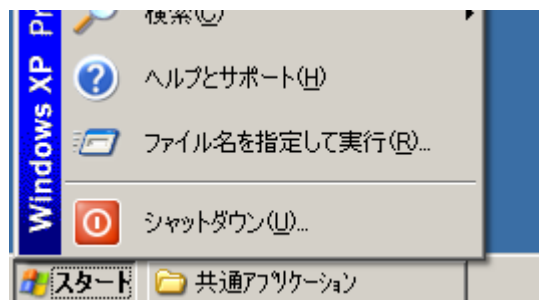 検索(C)
ヘルプとサポート(H)
ファイル名を指定して実行(R)...
シャットダウン(U)...
Windows XP Pr
スタート
共通アプリケーション